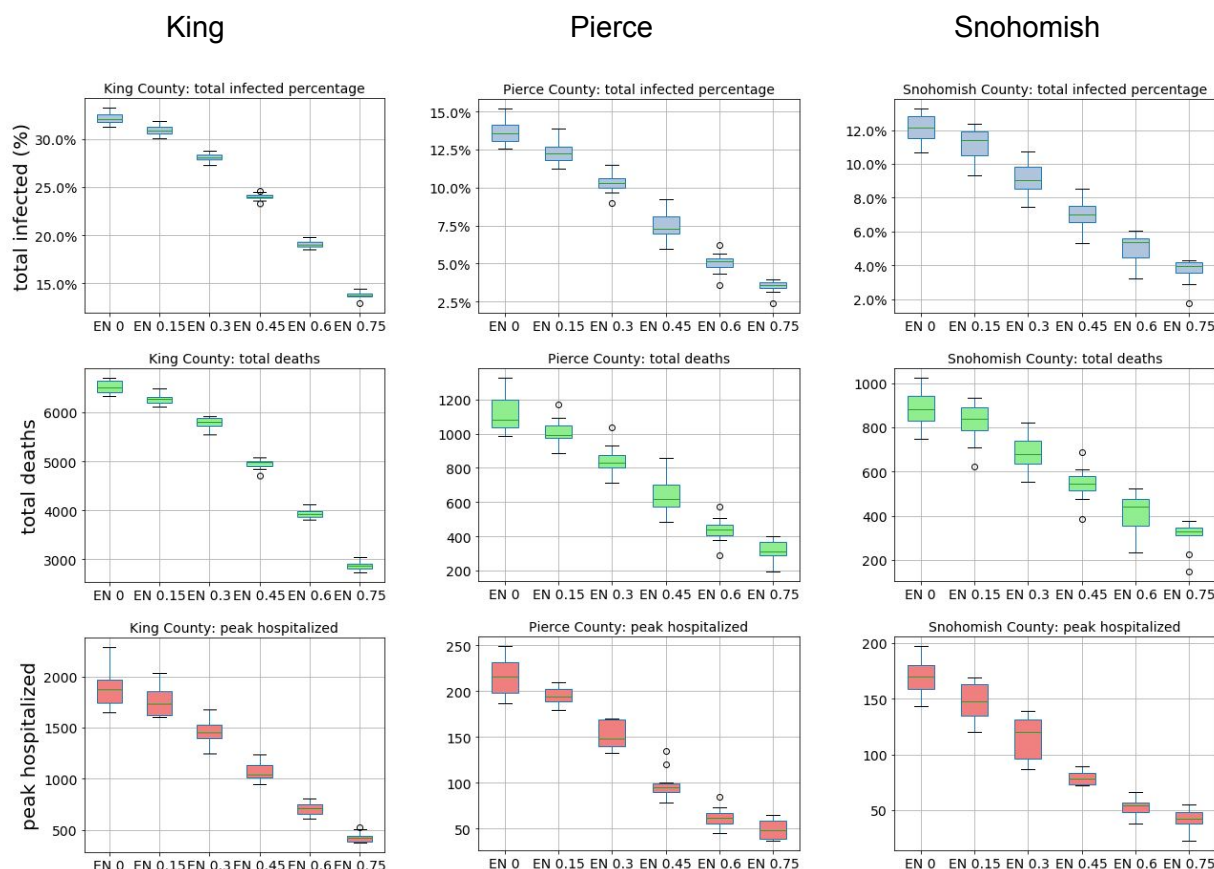 King Pierce Snohomish
King County: total infected percentage
total infected (%)
30.0%
25.0%
20.0%
15.0%
EN 0 EN 0.15 EN 0.3 EN 0.45 EN 0.6 EN 0.75
Pierce County: total infected percentage
15.0%
12.5%
10.0%
7.5%
5.0%
2.5%
EN 0 EN 0.15 EN 0.3 EN 0.45 EN 0.6 EN 0.75
Snohomish County: total infected percentage
12.0%
10.0%
8.0%
6.0%
4.0%
2.0%
EN 0 EN 0.15 EN 0.3 EN 0.45 EN 0.6 EN 0.75
King County: total deaths
total deaths
6000
5000
4000
3000
EN 0 EN 0.15 EN 0.3 EN 0.45 EN 0.6 EN 0.75
Pierce County: total deaths
1200
1000
800
600
400
200
EN 0 EN 0.15 EN 0.3 EN 0.45 EN 0.6 EN 0.75
Snohomish County: total deaths
1000
800
600
400
200
EN 0 EN 0.15 EN 0.3 EN 0.45 EN 0.6 EN 0.75
King County: peak hospitalized
peak hospitalized
2000
1500
1000
500
EN 0 EN 0.15 EN 0.3 EN 0.45 EN 0.6 EN 0.75
Pierce County: peak hospitalized
250
200
150
100
50
EN 0 EN 0.15 EN 0.3 EN 0.45 EN 0.6 EN 0.75
Snohomish County: peak hospitalized
200
150
100
50
EN 0 EN 0.15 EN 0.3 EN 0.45 EN 0.6 EN 0.75